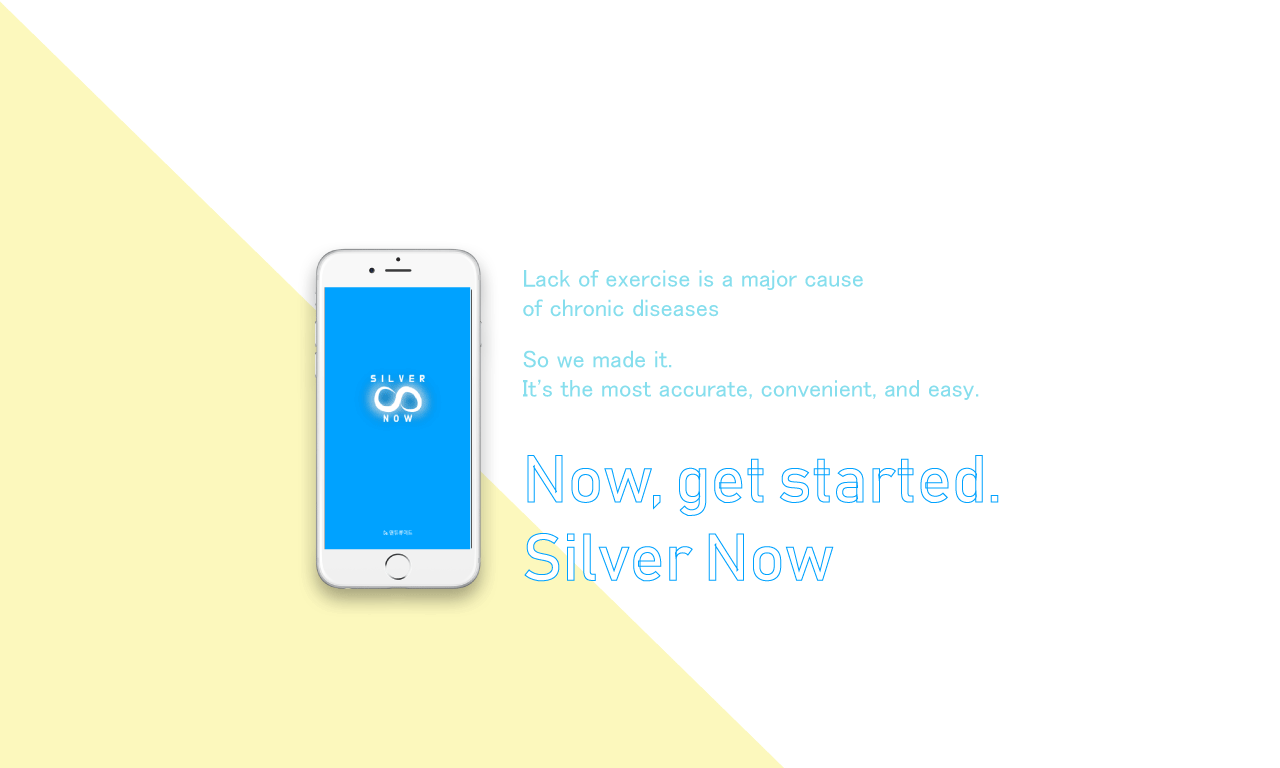 SILVER
NOW
Lack of exercise is a major cause
of chronic diseases
So we made it.
It's the most accurate, convenient, and easy.
Now, get started.
Silver Now